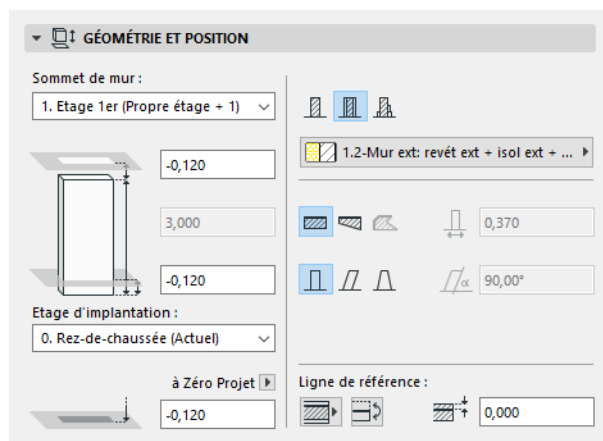 GÉOMÉTRIE ET POSITION
Sommet de mur :
1. Etage 1er (Propre étage + 1)
-0,120
3,000
-0,120
Etage d'implantation :
0. Rez-de-chaussée (Actuel)
à Zéro Projet
-0,120
1.2-Mur ext: revét ext + isol ext + ...
0,370
α
90,00°
Ligne de référence :
0,000